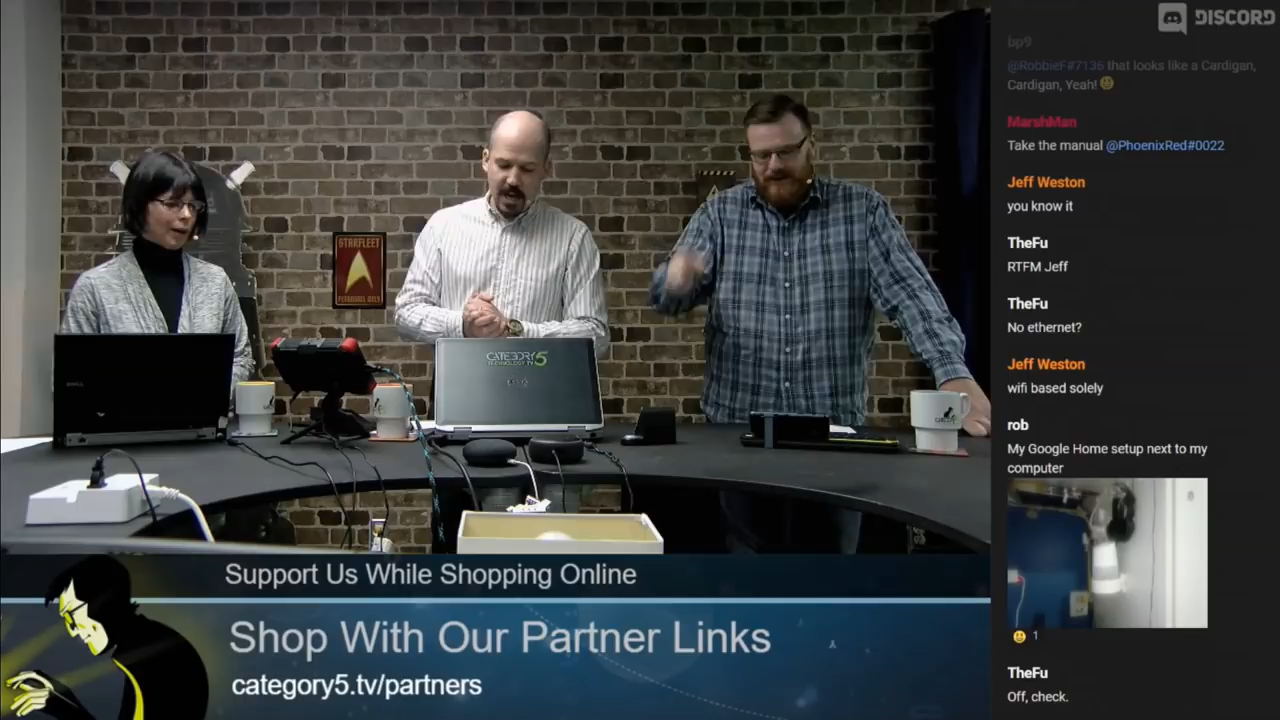 DISCORD
bp9
@RobbieF#7136 that looks like a Cardigan,
Cardigan, Yeah!
MarshMan
Take the manual @PhoenixRed#0022
Jeff Weston
you know it
TheFu
RTFM Jeff
TheFu
No ethernet?
Jeff Weston
wifi based solely
rob
My Google Home setup next to my
computer
1
TheFu
Off, check.
STARFLEET
PERSONNEL ONLY
CATEGORY5
TECHNOLOGY TV
DELL
Support Us While Shopping Online
Shop With Our Partner Links
category5.tv/partners